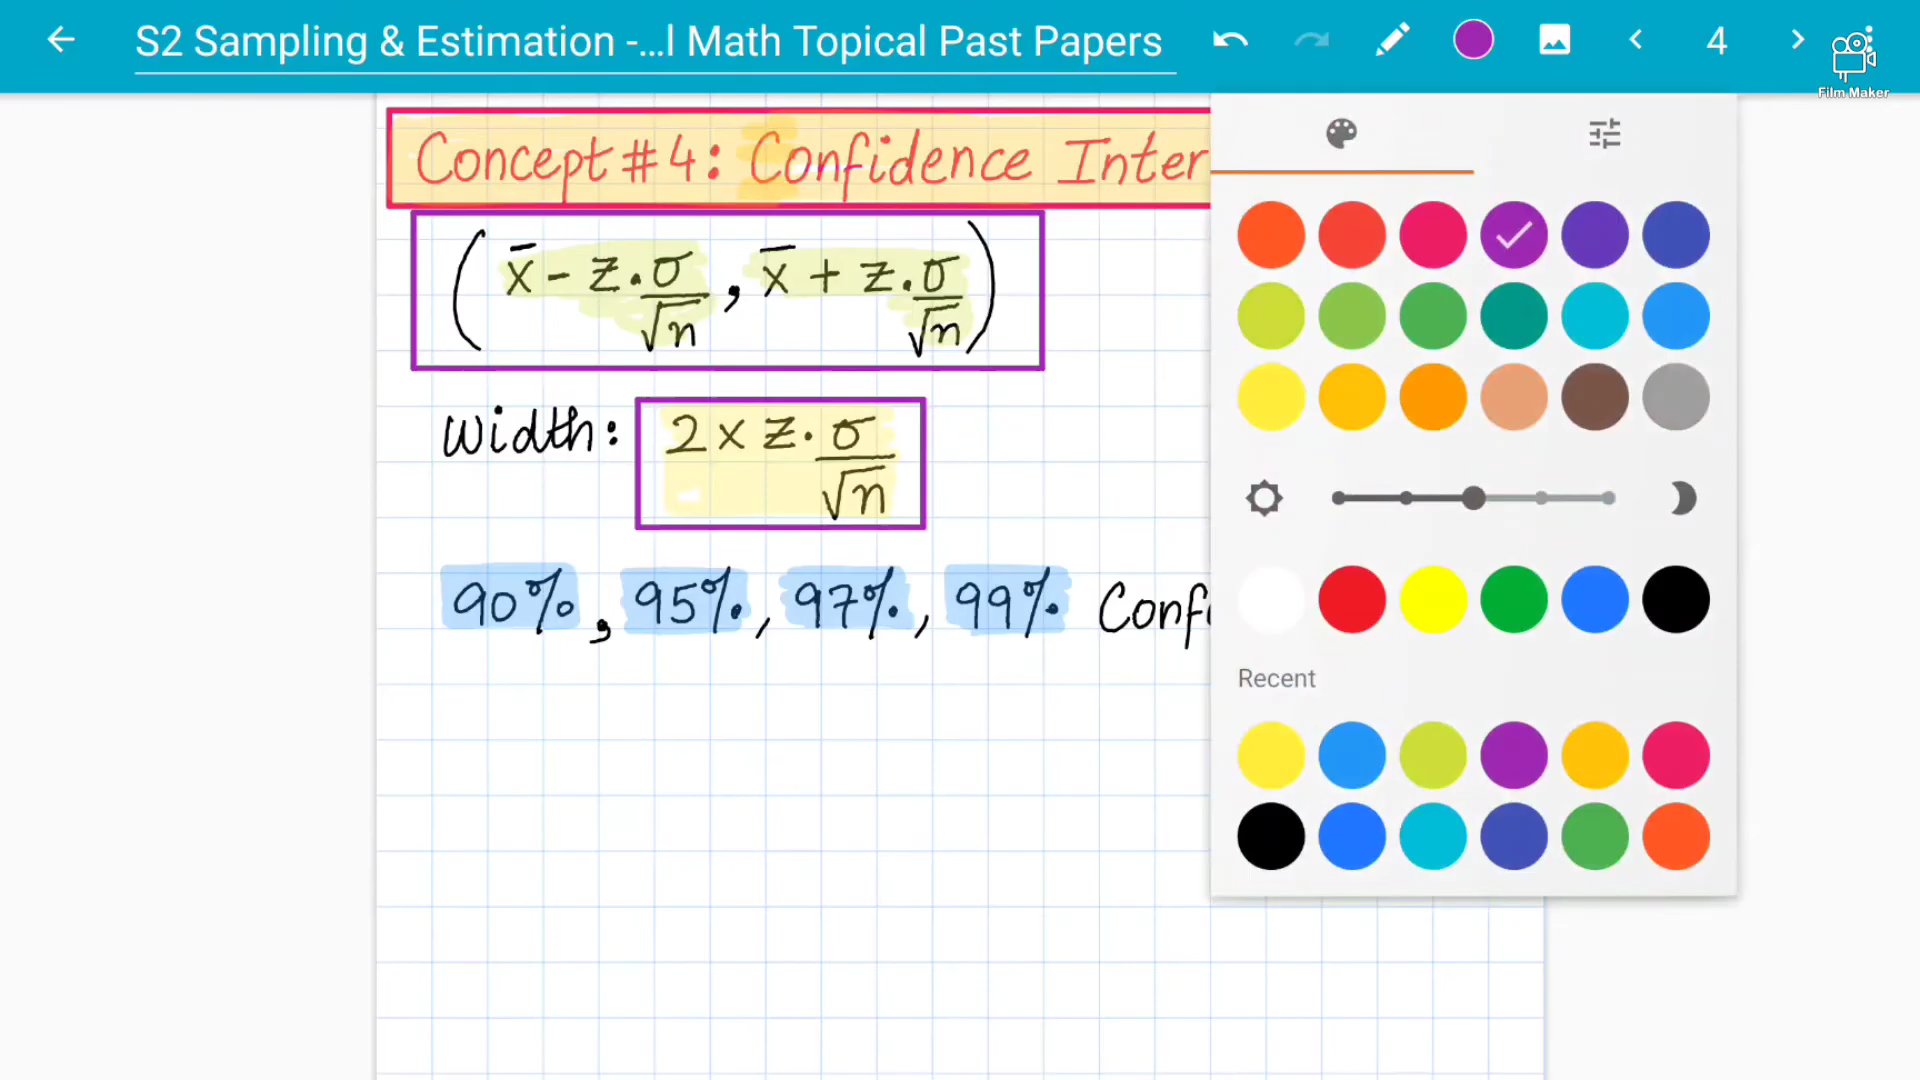 S2 Sampling & Estimation -...l Math Topical Past Papers
4
Film Maker
Concept #4: Confidence Inter
(x̄ - z.σ/√n, x̄ + z.σ/√n)
Width: 2 x z.σ/√n
90%, 95%, 97%, 99% Conf
Recent